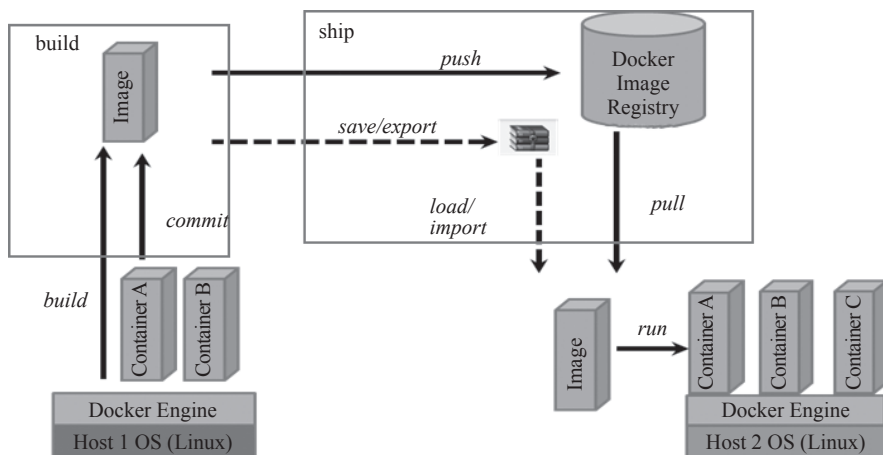 build
Image
commit
build
Container A
Container B
Docker Engine
Host 1 OS (Linux)
ship
push
save/export
Docker
Image
Registry
load/
import
pull
Image
run
Container A
Container B
Container C
Docker Engine
Host 2 OS (Linux)